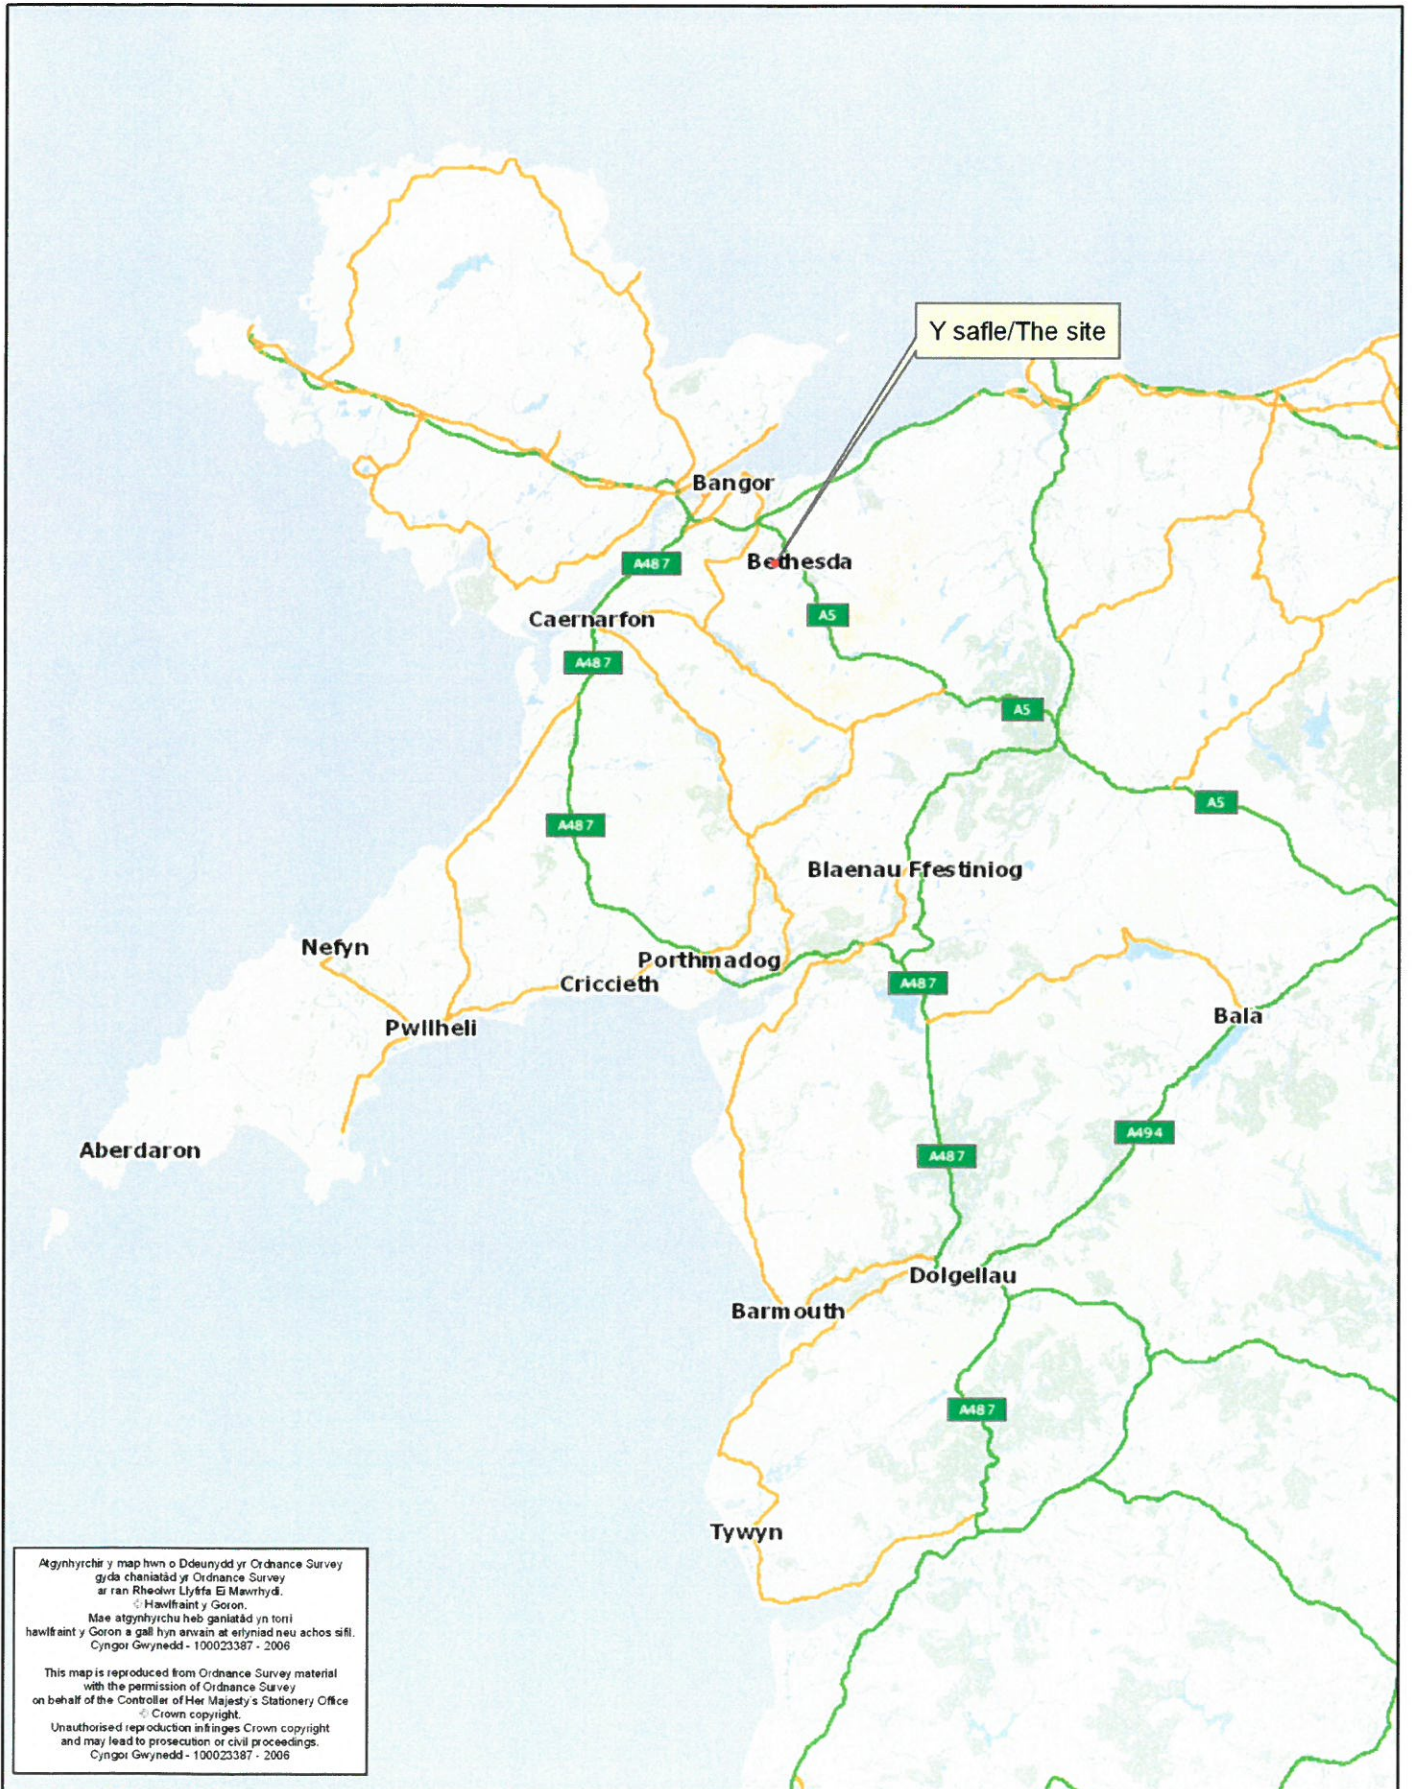 Y safle/The site
Bangor
Bethesda
A487
A5
Caernarfon
A487
A5
A5
A487
Blaenau Ffestiniog
Nefyn
Porthmadog
Criccieth
A487
Bala
Pwllheli
A494
Aberdaron
A487
Dolgellau
Barmouth
A487
Tywyn
Atgynhyrchir y map hwn o Ddeunydd yr Ordnance Survey
gyda chaniatâd yr Ordnance Survey
ar ran Rheolwr Llyfrfa Ei Mawrhydi.
© Hawlfraint y Goron.
Mae atgynhyrchu heb ganiatâd yn torri
hawlfraint y Goron a gall hyn arwain at erlyniad neu achos sifil.
Cyngor Gwynedd - 100023387 - 2006
This map is reproduced from Ordnance Survey material
with the permission of Ordnance Survey
on behalf of the Controller of Her Majesty's Stationery Office
© Crown copyright.
Unauthorised reproduction infringes Crown copyright
and may lead to prosecution or civil proceedings.
Cyngor Gwynedd - 100023387 - 2006